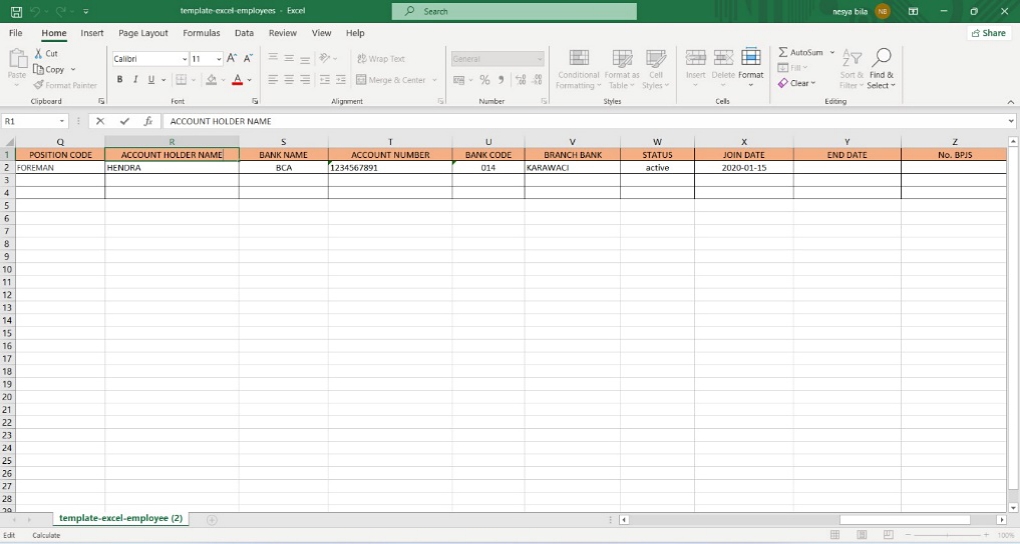 template-excel-employees - Excel
Search
nesya bila
NB
File Home Insert Page Layout Formulas Data Review View Help
Share
Paste
Cut
Copy
Format Painter
Clipboard
Calibri 11 A A
B I U A
Font
Wrap Text
Merge & Center
Alignment
General
% ,
Number
Conditional Formatting
Format as Table
Cell Styles
Styles
Insert Delete Format
Cells
AutoSum
Fill
Clear
Sort & Filter
Find & Select
Editing
R1 fx ACCOUNT HOLDER NAME
Q R S T U V W X Y Z
1 POSITION CODE ACCOUNT HOLDER NAME BANK NAME ACCOUNT NUMBER BANK CODE BRANCH BANK STATUS JOIN DATE END DATE No. BPJS
2 FOREMAN HENDRA BCA 1234567891 014 KARAWACI active 2020-01-15
3
4
5
6
7
8
9
10
11
12
13
14
15
16
17
18
19
20
21
22
23
24
25
26
27
28
29
template-excel-employee (2)
Edit Calculate 100%